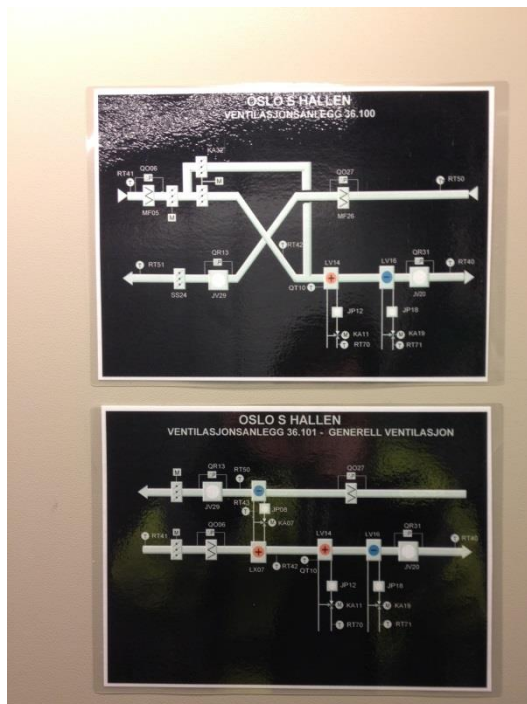 OSLO S HALLEN
VENTILASJONSANLEGG 36.100
KA32
RT41
QO06
M
QO27
RT50
MF05
M
MF26
RT51
QR13
RT42
LV14
LV16
QR31
RT40
SS24
JV29
QT10
JV20
JP12
JP18
M KA11
M KA19
T RT70
T RT71
OSLO S HALLEN
VENTILASJONSANLEGG 36.101 - GENERELL VENTILASJON
M
QR13
RT50
QO27
JV29
RT43
JP08
M KA07
RT41
M
QO06
LV14
LV16
QR31
RT40
LX07
T RT42
QT10
JV20
JP12
JP18
M KA11
M KA19
T RT70
T RT71